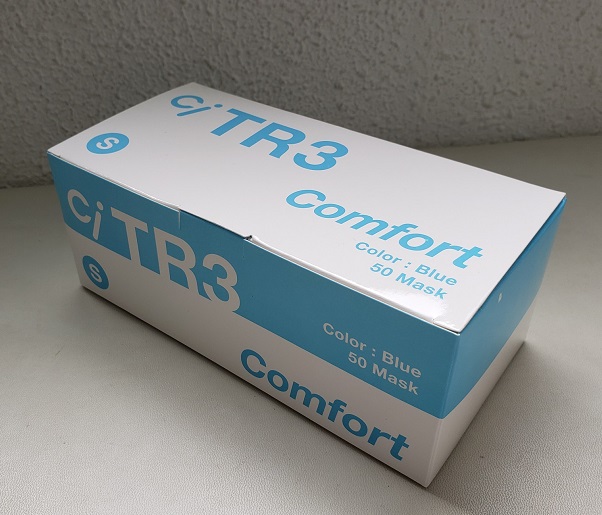 Ci TR3
S
Comfort
Color : Blue
50 Mask
Ci TR3
S
Color : Blue
50 Mask
Comfort